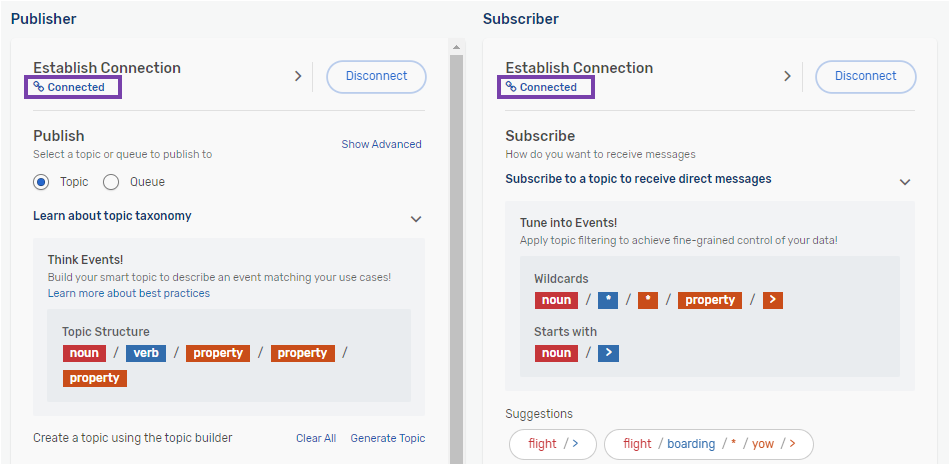 Publisher
Establish Connection
Connected
Disconnect
Publish
Select a topic or queue to publish to
Show Advanced
Topic
Queue
Learn about topic taxonomy
Think Events!
Build your smart topic to describe an event matching your use cases!
Learn more about best practices
Topic Structure
noun / verb / property / property /
property
Create a topic using the topic builder
Clear All
Generate Topic
Subscriber
Establish Connection
Connected
Disconnect
Subscribe
How do you want to receive messages
Subscribe to a topic to receive direct messages
Tune into Events!
Apply topic filtering to achieve fine-grained control of your data!
Wildcards
noun / * / * / property / >
Starts with
noun / >
Suggestions
flight / >
flight / boarding / * / yow / >